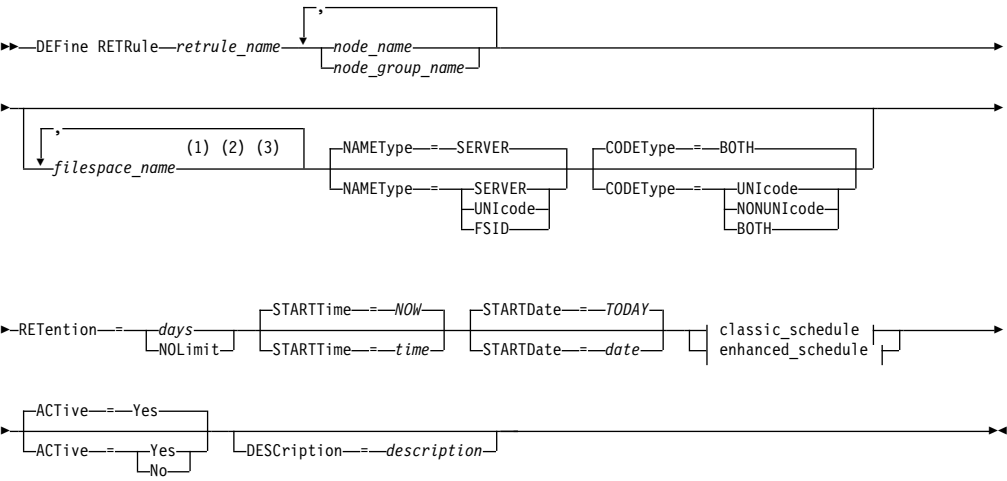 ,
DEFine RETRule retrule_name node_name
node_group_name
,
(1) (2) (3) NAMEType = SERVER CODEType = BOTH
filespace_name
NAMEType = SERVER CODEType = UNIcode
UNIcode NONUNIcode
FSID BOTH
STARTTime = NOW STARTDate = TODAY
RETention = days classic_schedule
NOLimit STARTTime = time STARTDate = date enhanced_schedule
ACTive = Yes
ACTive = Yes DESCription = description
No